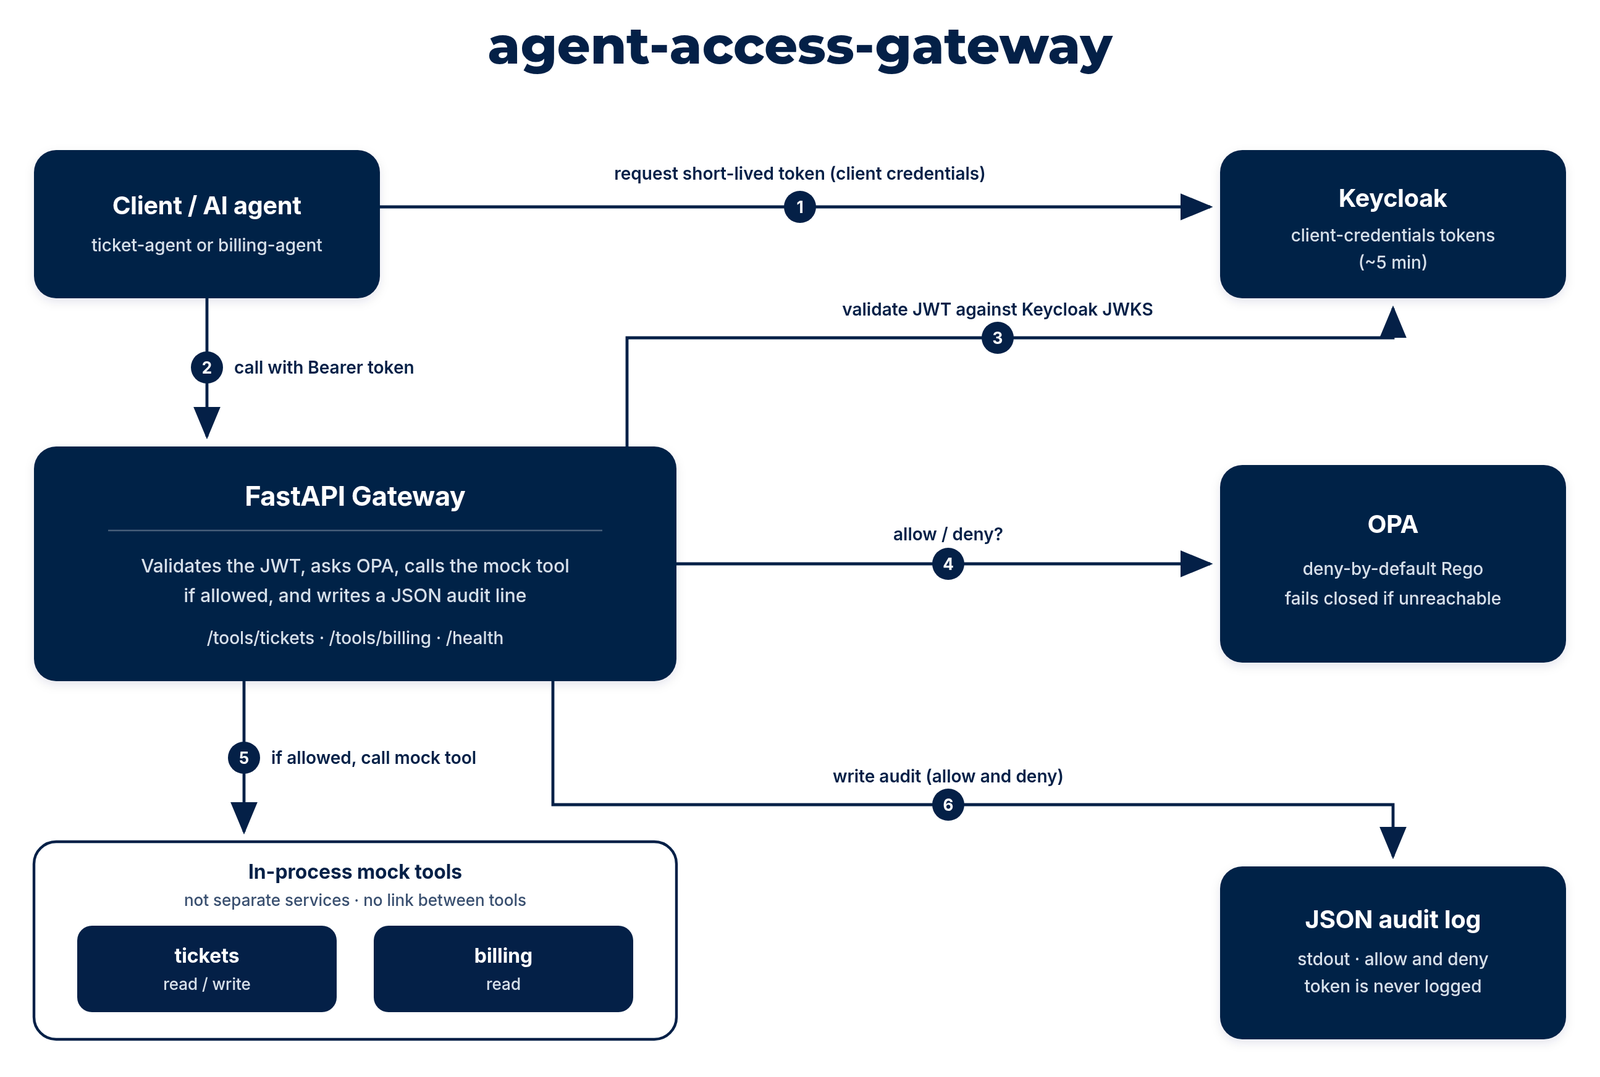 agent-access-gateway
Client / AI agent
ticket-agent or billing-agent
request short-lived token (client credentials)
1
Keycloak
client-credentials tokens
(~5 min)
2
call with Bearer token
validate JWT against Keycloak JWKS
3
FastAPI Gateway
Validates the JWT, asks OPA, calls the mock tool
if allowed, and writes a JSON audit line
/tools/tickets · /tools/billing · /health
allow / deny?
4
OPA
deny-by-default Rego
fails closed if unreachable
5
if allowed, call mock tool
write audit (allow and deny)
6
In-process mock tools
not separate services · no link between tools
tickets
read / write
billing
read
JSON audit log
stdout · allow and deny
token is never logged